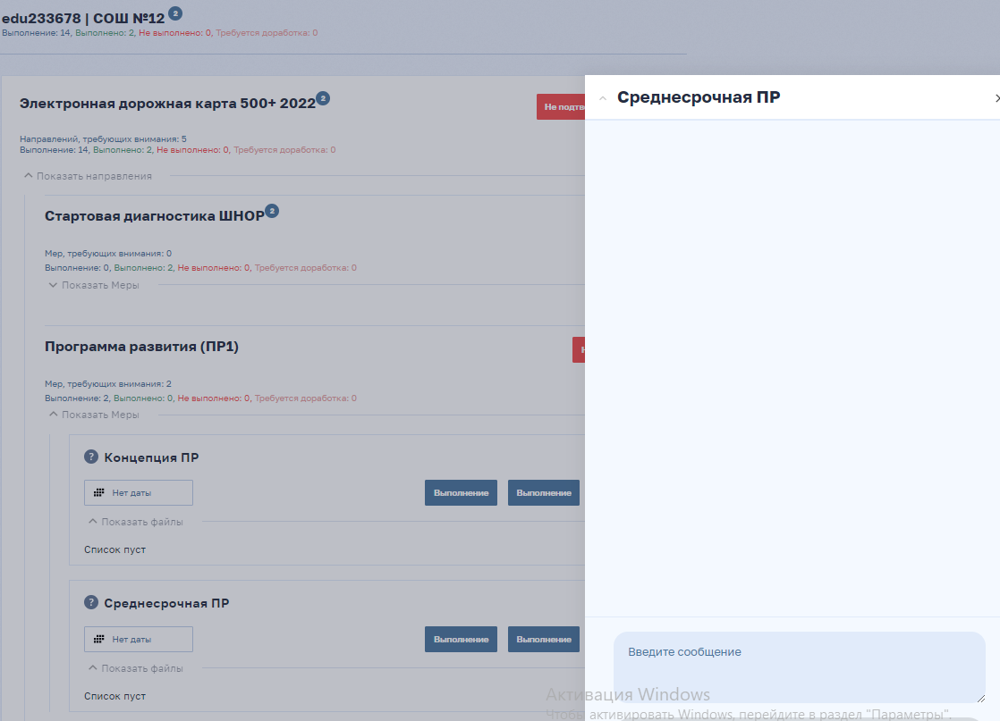 edu233678 | СОШ №12 2
Выполнение: 14, Выполнено: 2, Не выполнено: 0, Требуется доработка: 0
Электронная дорожная карта 500+ 2022 2
Не подтв
Направлений, требующих внимания: 5
Выполнение: 14, Выполнено: 2, Не выполнено: 0, Требуется доработка: 0
Показать направления
Стартовая диагностика ШНОР 2
Мер, требующих внимания: 0
Выполнение: 0, Выполнено: 2, Не выполнено: 0, Требуется доработка: 0
Показать Меры
Программа развития (ПР1)
Мер, требующих внимания: 2
Выполнение: 2, Выполнено: 0, Не выполнено: 0, Требуется доработка: 0
Показать Меры
? Концепция ПР
Нет даты Выполнение Выполнение
Показать файлы
Список пуст
? Среднесрочная ПР
Нет даты Выполнение Выполнение
Показать файлы
Список пуст
Среднесрочная ПР
Введите сообщение
Активация Windows
Чтобы активировать Windows, перейдите в раздел "Параметры".